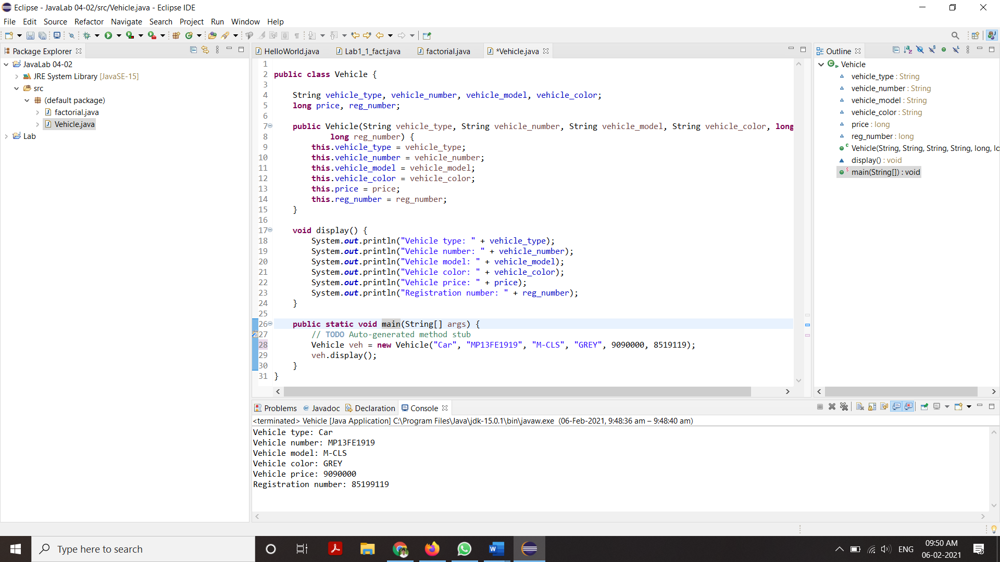 Eclipse - JavaLab 04-02/src/Vehicle.java - Eclipse IDE
File Edit Source Refactor Navigate Search Project Run Window Help
Package Explorer
JavaLab 04-02
JRE System Library [JavaSE-15]
src
(default package)
factorial.java
Vehicle.java
Lab
HelloWorld.java Lab1_1_fact.java factorial.java *Vehicle.java
1
2 public class Vehicle {
3
4 String vehicle_type, vehicle_number, vehicle_model, vehicle_color;
5 long price, reg_number;
6
7 public Vehicle(String vehicle_type, String vehicle_number, String vehicle_model, String vehicle_color, long
8 long reg_number) {
9 this.vehicle_type = vehicle_type;
10 this.vehicle_number = vehicle_number;
11 this.vehicle_model = vehicle_model;
12 this.vehicle_color = vehicle_color;
13 this.price = price;
14 this.reg_number = reg_number;
15 }
16
17 void display() {
18 System.out.println("Vehicle type: " + vehicle_type);
19 System.out.println("Vehicle number: " + vehicle_number);
20 System.out.println("Vehicle model: " + vehicle_model);
21 System.out.println("Vehicle color: " + vehicle_color);
22 System.out.println("Vehicle price: " + price);
23 System.out.println("Registration number: " + reg_number);
24 }
25
26 public static void main(String[] args) {
27 // TODO Auto-generated method stub
28 Vehicle veh = new Vehicle("Car", "MP13FE1919", "M-CLS", "GREY", 9090000, 8519119);
29 veh.display();
30 }
31 }
Outline
Vehicle
vehicle_type : String
vehicle_number : String
vehicle_model : String
vehicle_color : String
price : long
reg_number : long
Vehicle(String, String, String, String, long, lo
display() : void
main(String[]) : void
Problems Javadoc Declaration Console
<terminated> Vehicle [Java Application] C:\Program Files\Java\jdk-15.0.1\bin\javaw.exe (06-Feb-2021, 9:48:36 am – 9:48:40 am)
Vehicle type: Car
Vehicle number: MP13FE1919
Vehicle model: M-CLS
Vehicle color: GREY
Vehicle price: 9090000
Registration number: 85199119
Type here to search
ENG
09:50 AM
06-02-2021